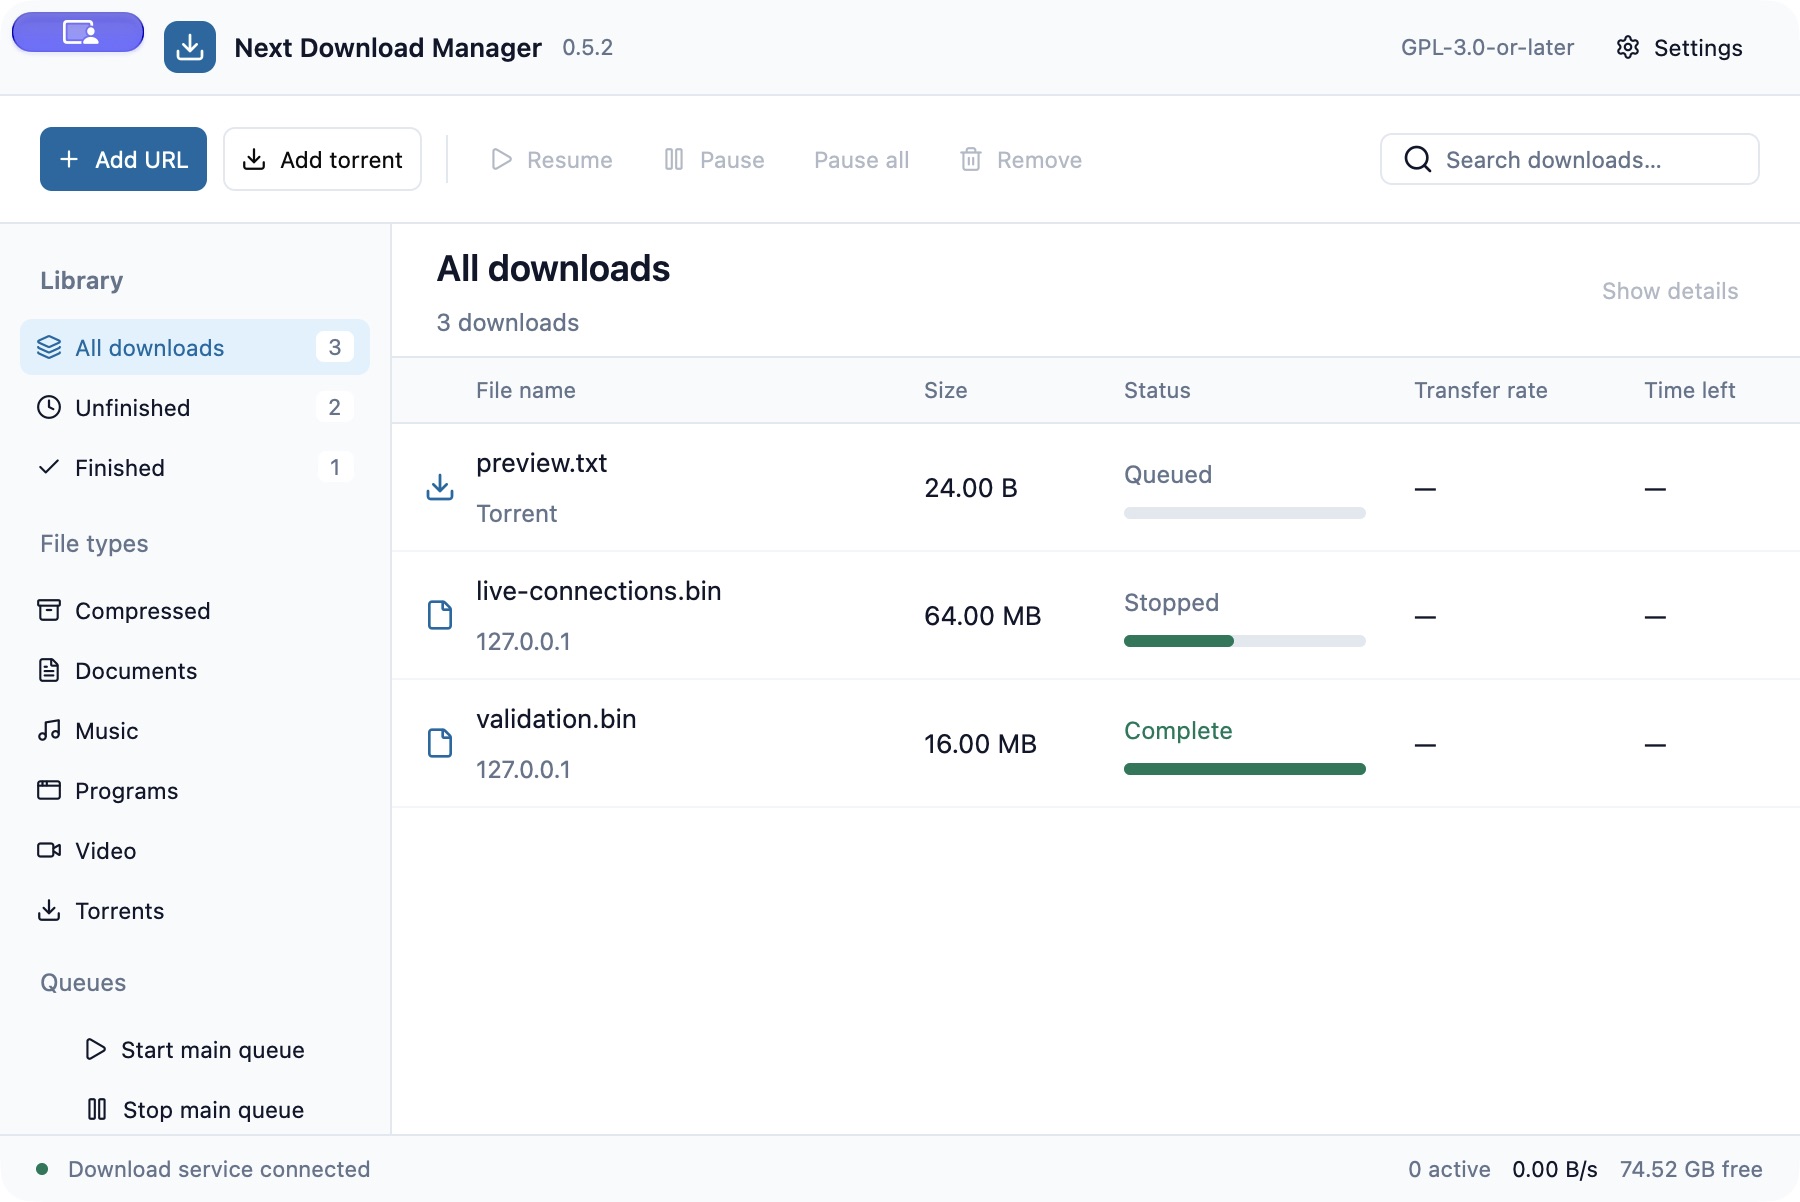 Next Download Manager 0.5.2 GPL-3.0-or-later Settings
Add URL Add torrent Resume Pause Pause all Remove Search downloads...
Library
All downloads 3
Unfinished 2
Finished 1
File types
Compressed
Documents
Music
Programs
Video
Torrents
Queues
Start main queue
Stop main queue
All downloads
3 downloads
Show details
File name Size Status Transfer rate Time left
preview.txt
Torrent
24.00 B
Queued
— —
live-connections.bin
127.0.0.1
64.00 MB
Stopped
— —
validation.bin
127.0.0.1
16.00 MB
Complete
— —
Download service connected 0 active 0.00 B/s 74.52 GB free